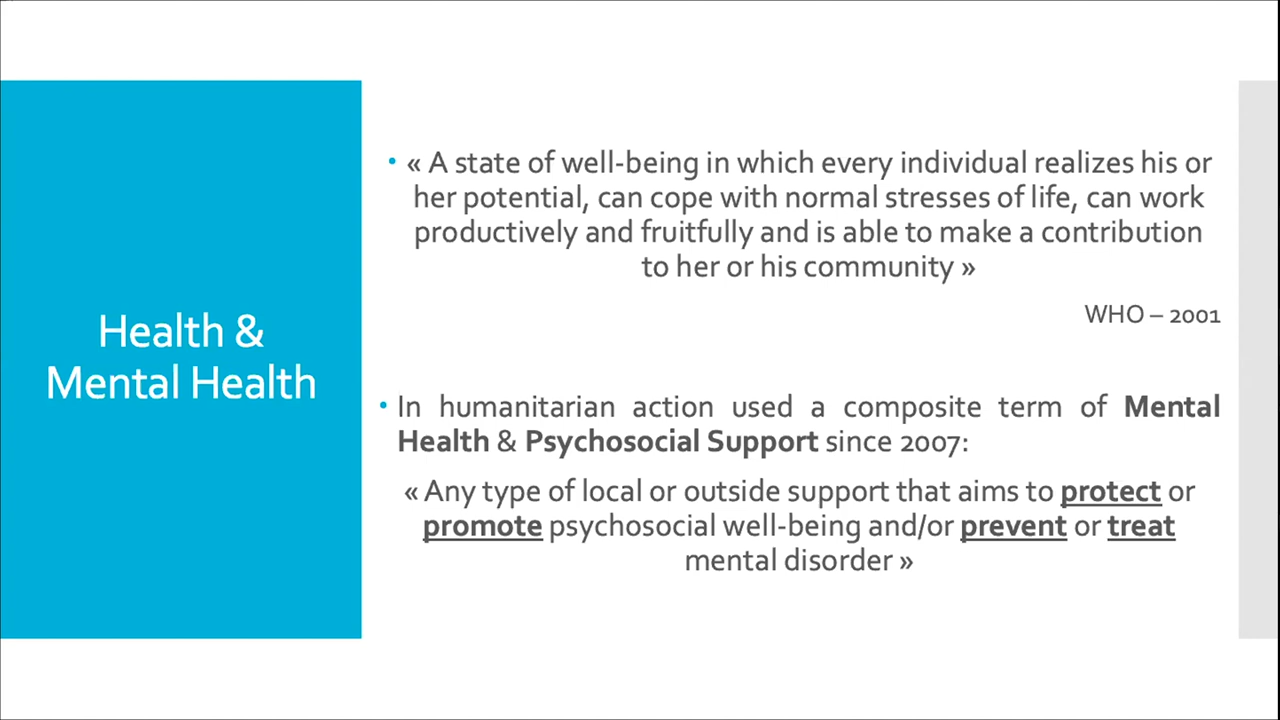 Health &
Mental Health
• « A state of well-being in which every individual realizes his or
her potential, can cope with normal stresses of life, can work
productively and fruitfully and is able to make a contribution
to her or his community »
WHO – 2001
• In humanitarian action used a composite term of Mental
Health & Psychosocial Support since 2007:
« Any type of local or outside support that aims to protect or
promote psychosocial well-being and/or prevent or treat
mental disorder »